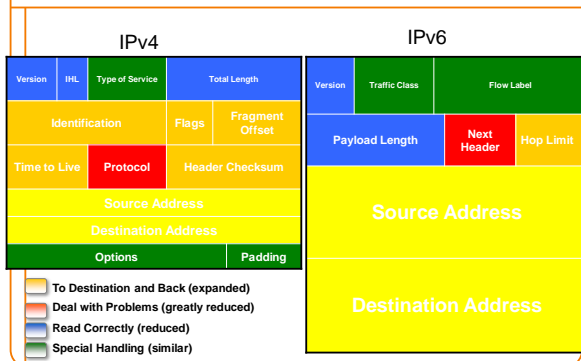 IPv4
Version IHL Type of Service Total Length
Identification Flags Fragment
Offset
Time to Live Protocol Header Checksum
Source Address
Destination Address
Options Padding
IPv6
Version Traffic Class Flow Label
Payload Length Next
Header Hop Limit
Source Address
Destination Address
To Destination and Back (expanded)
Deal with Problems (greatly reduced)
Read Correctly (reduced)
Special Handling (similar)